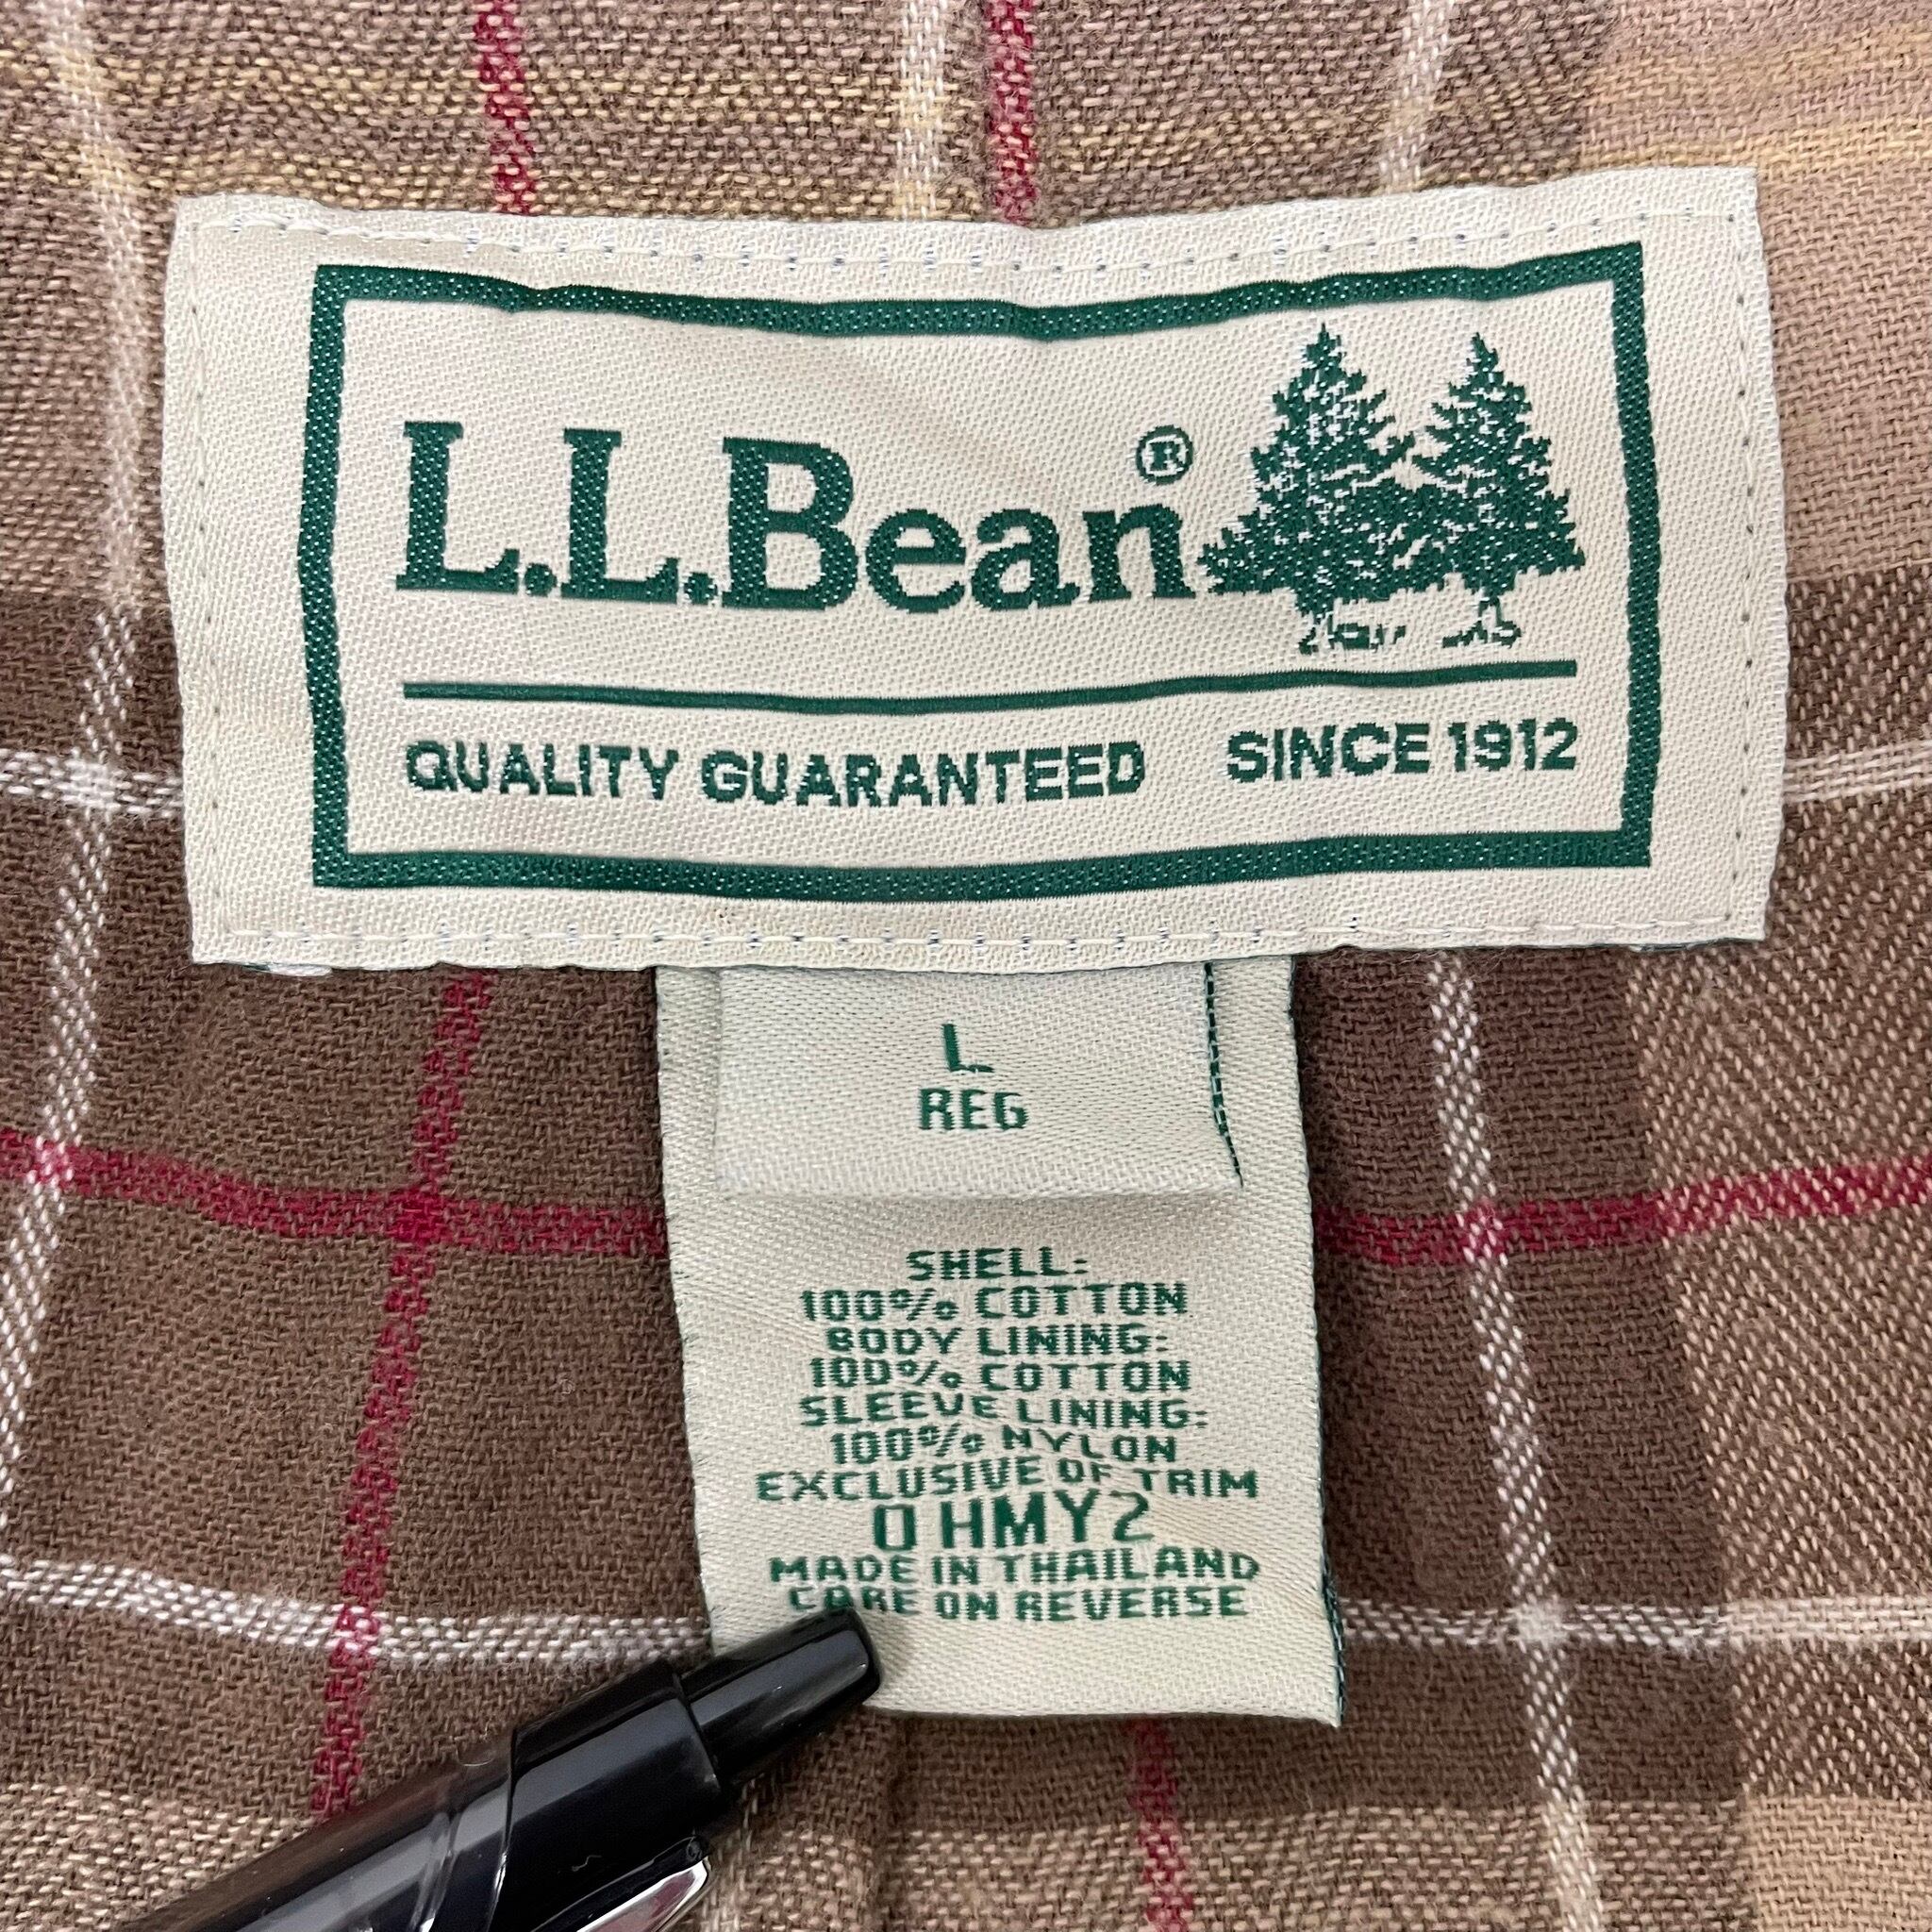 L.L.Bean®
QUALITY GUARANTEED SINCE 1912
L
REG
SHELL:
100% COTTON
BODY LINING:
100% COTTON
SLEEVE LINING:
100% NYLON
EXCLUSIVE OF TRIM
0 HMY2
MADE IN THAILAND
CARE ON REVERSE